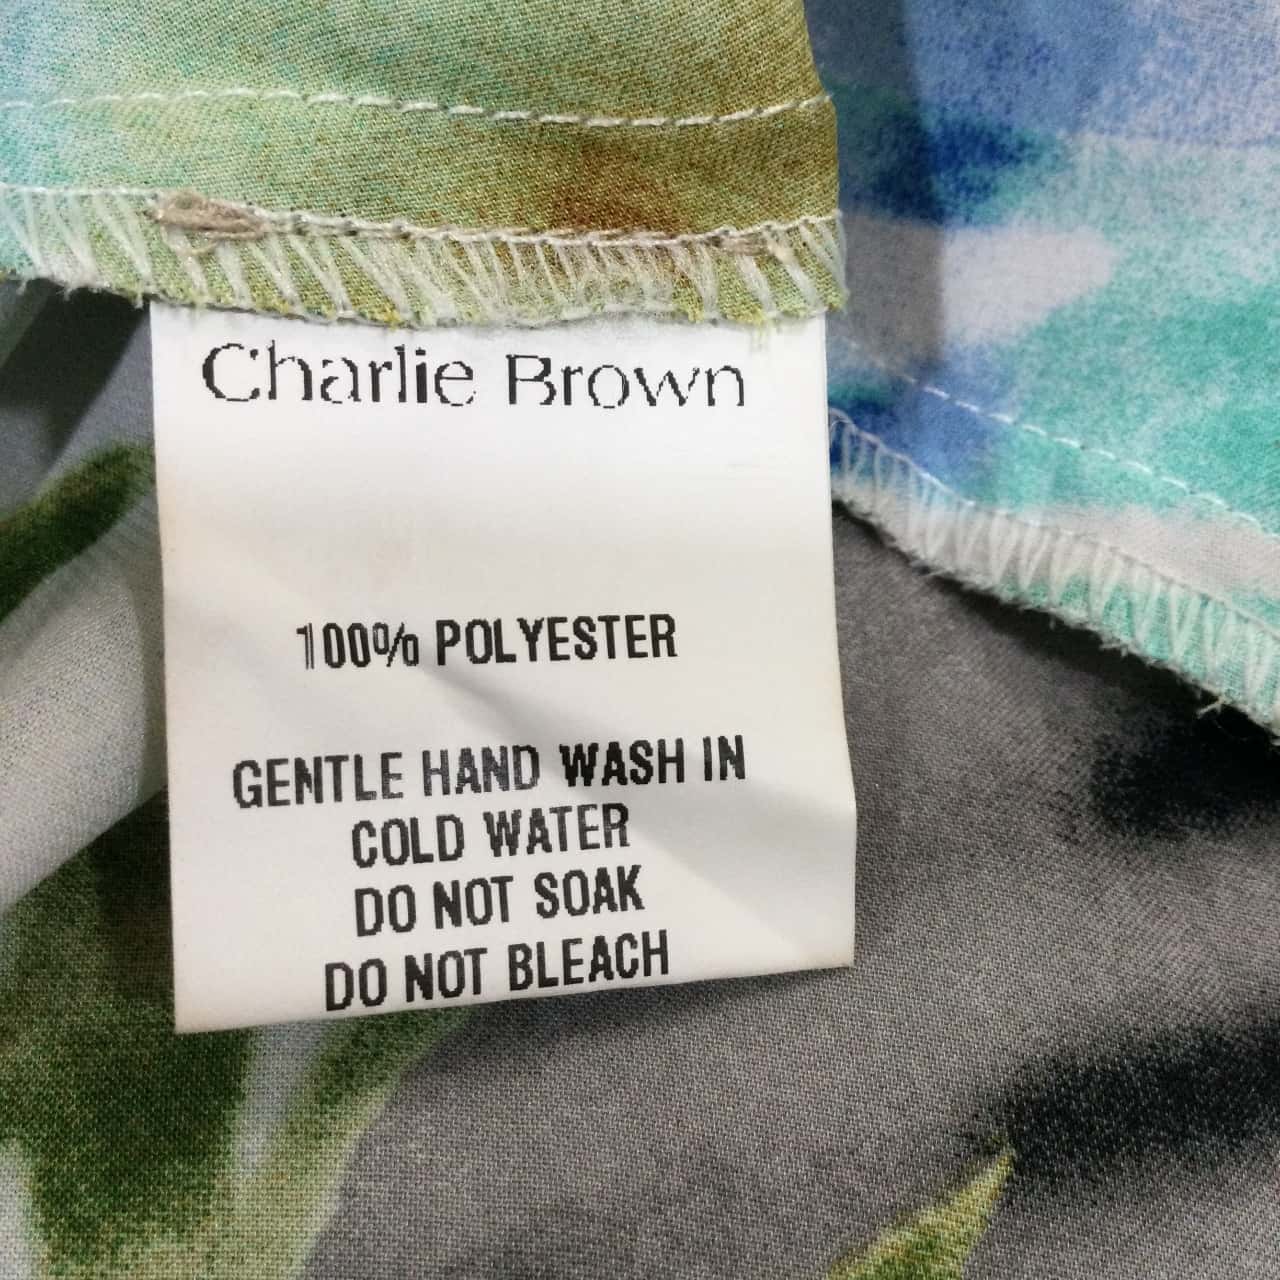 Charlie Brown
100% POLYESTER
GENTLE HAND WASH IN
COLD WATER
DO NOT SOAK
DO NOT BLEACH